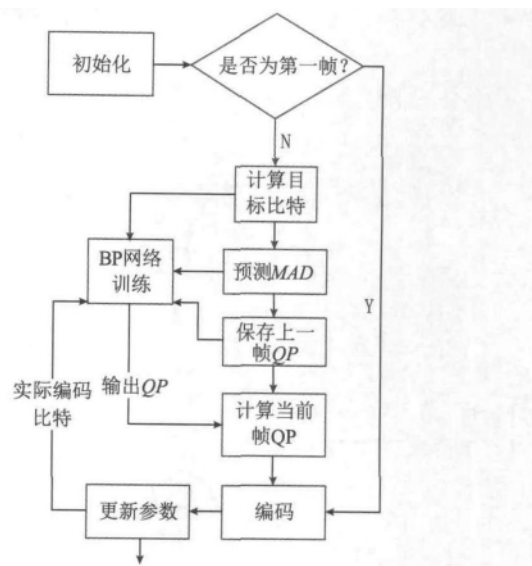 初始化
是否为第一帧?
N
计算目
标比特
BP网络
训练
预测MAD
Y
保存上一
帧QP
实际编码
比特
输出QP
计算当前
帧QP
更新参数
编码